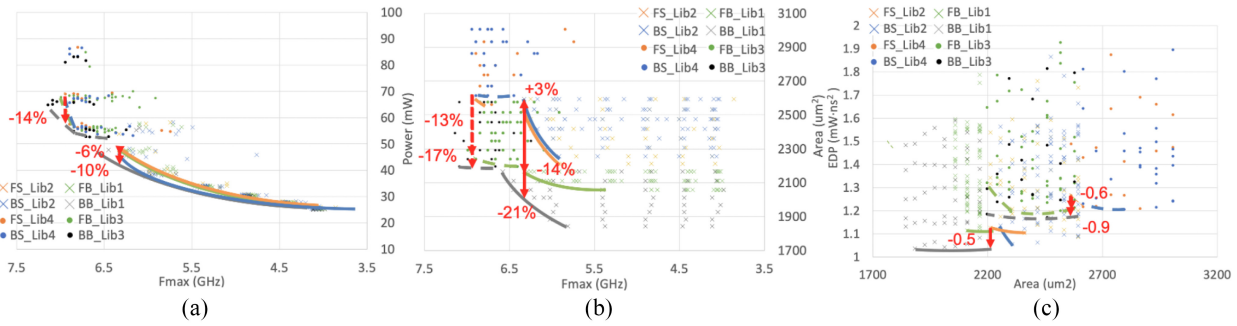 100
90
80
70
60
50
40
30
20
10
Power (mW)
-14%
-6%
-10%
FS_Lib2 FB_Lib1
BS_Lib2 BB_Lib1
FS_Lib4 FB_Lib3
BS_Lib4 BB_Lib3
7.5 6.5 5.5 4.5 3.5
Fmax (GHz)
(a)
3100
2900
2700
2500
2300
2100
1900
1700
Area (um²)
FS_Lib2 FB_Lib1
BS_Lib2 BB_Lib1
FS_Lib4 FB_Lib3
BS_Lib4 BB_Lib3
+3%
-13%
-17%
-14%
-21%
7.5 6.5 5.5 4.5 3.5
Fmax (GHz)
(b)
2
1.9
1.8
1.7
1.6
1.5
1.4
1.3
1.2
1.1
1
EDP (mW·ns²)
FS_Lib2 FB_Lib1
BS_Lib2 BB_Lib1
FS_Lib4 FB_Lib3
BS_Lib4 BB_Lib3
-0.6
-0.9
-0.5
1700 2200 2700 3200
Area (um2)
(c)